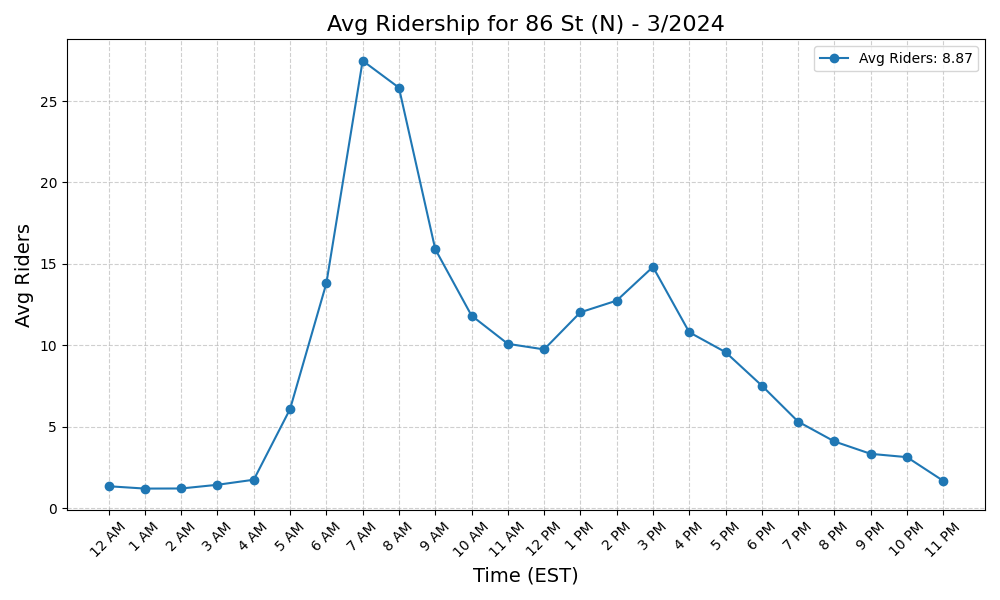 Avg Ridership for 86 St (N) - 3/2024
Avg Riders: 8.87
Avg Riders
25
20
15
10
5
0
12 AM
1 AM
2 AM
3 AM
4 AM
5 AM
6 AM
7 AM
8 AM
9 AM
10 AM
11 AM
12 PM
1 PM
2 PM
3 PM
4 PM
5 PM
6 PM
7 PM
8 PM
9 PM
10 PM
11 PM
Time (EST)